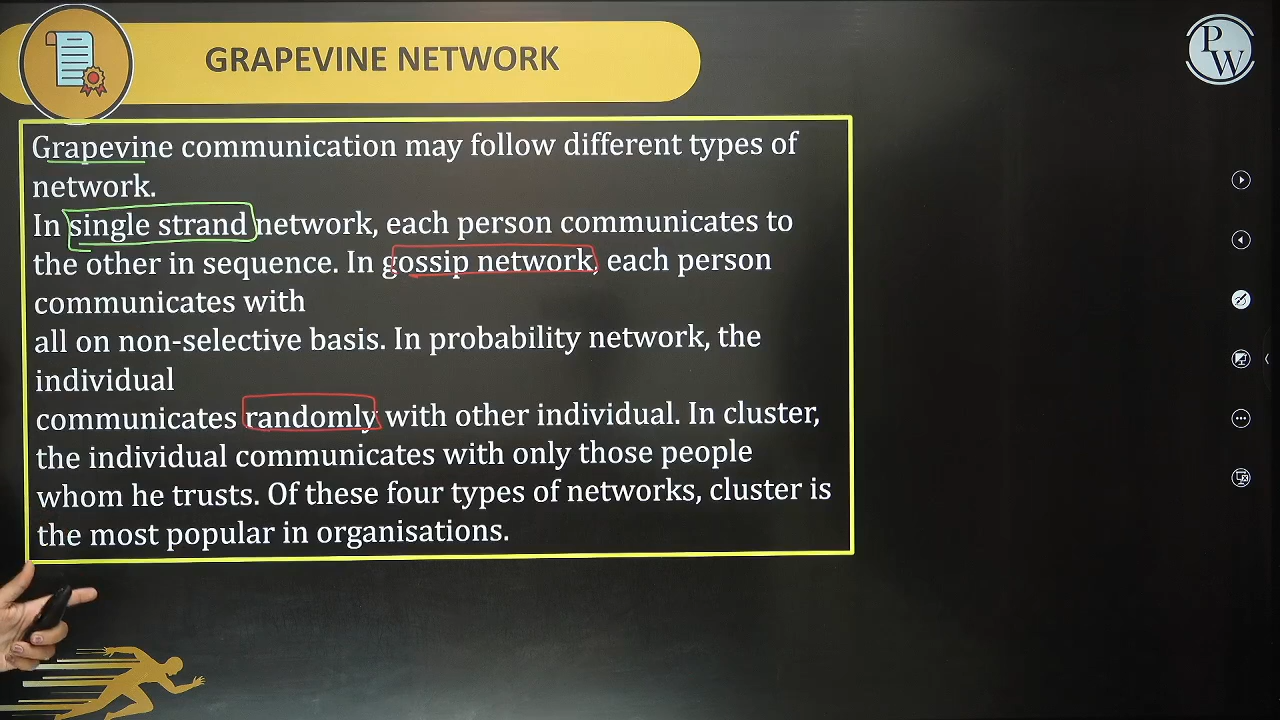 GRAPEVINE NETWORK
PW
Grapevine communication may follow different types of
network.
In single strand network, each person communicates to
the other in sequence. In gossip network, each person
communicates with
all on non-selective basis. In probability network, the
individual
communicates randomly with other individual. In cluster,
the individual communicates with only those people
whom he trusts. Of these four types of networks, cluster is
the most popular in organisations.